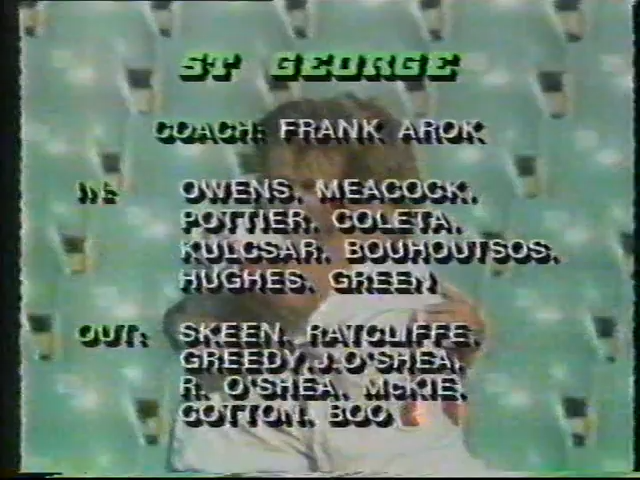 ST GEORGE
COACH: FRANK AROK
IN: OWENS, MEACOCK,
POTTIER, COLETA,
KULCSAR, BOUHOUTSOS,
HUGHES, GREEN
OUT: SKEEN, RATCLIFFE,
GREEDY, J.O'SHEA,
R. O'SHEA, McKIE,
COTTON, BOO